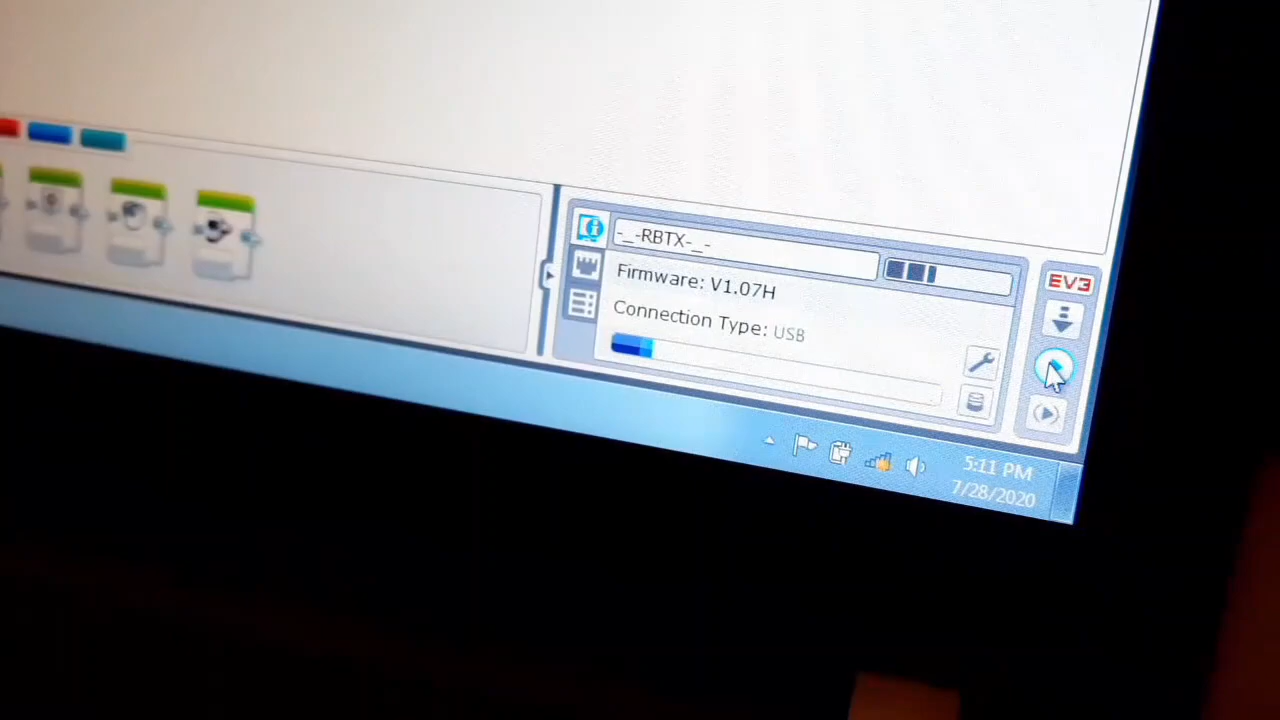 -_-RBTX-_-
EV3
Firmware: V1.07H
Connection Type: USB
5:11 PM
7/28/2020